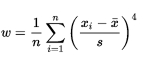 $w = \frac{1}{n} \sum_{i=1}^{n} \left( \frac{x_i - \bar{x}}{s} \right)^4$